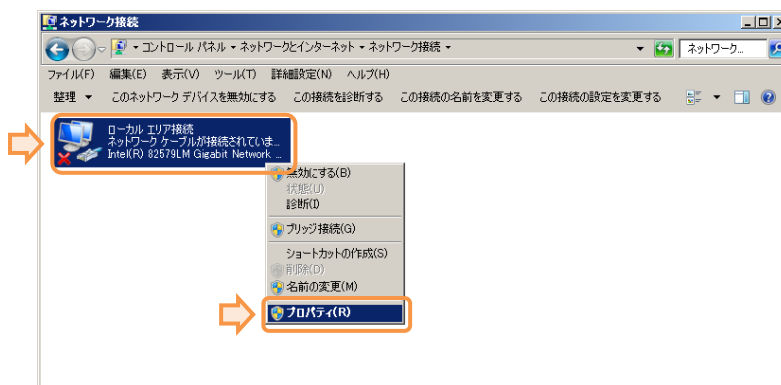 ネットワーク接続
コントロール パネル ネットワークとインターネット ネットワーク接続
ネットワーク...
ファイル(F) 編集(E) 表示(V) ツール(T) 詳細設定(N) ヘルプ(H)
整理 このネットワーク デバイスを無効にする この接続を診断する この接続の名前を変更する この接続の設定を変更する
ローカル エリア接続
ネットワーク ケーブルが接続されていま...
Intel(R) 82579LM Gigabit Network ...
無効にする(B)
状態(U)
診断(I)
ブリッジ接続(G)
ショートカットの作成(S)
削除(D)
名前の変更(M)
プロパティ(R)